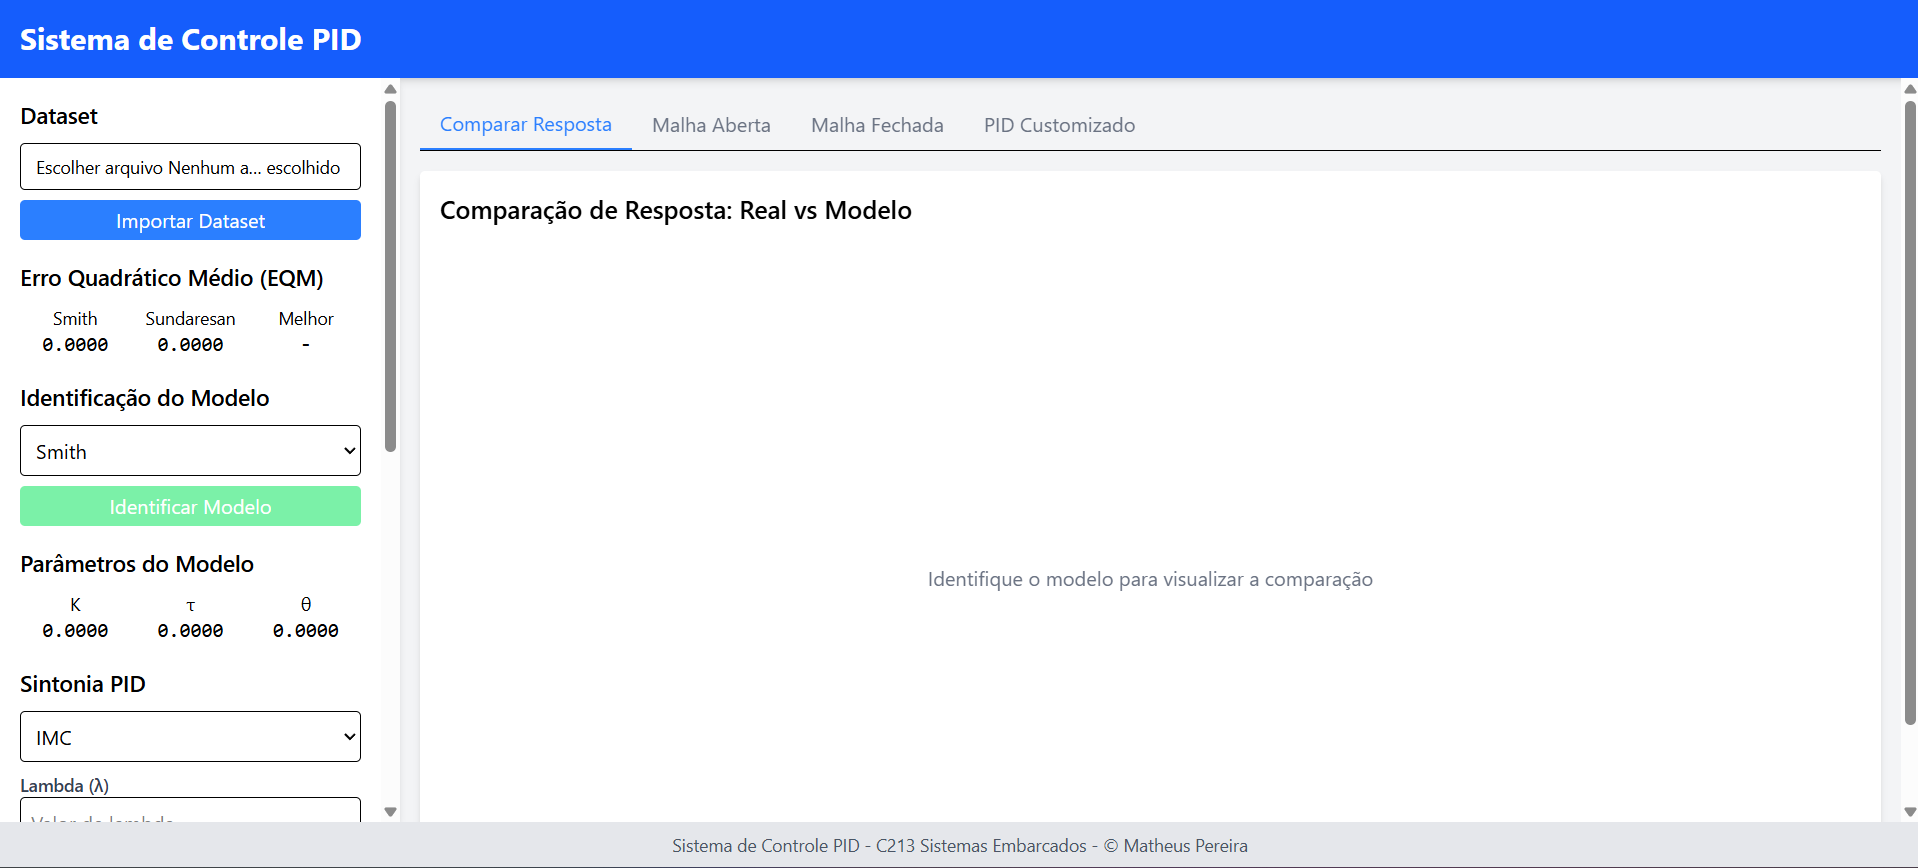 Sistema de Controle PID
Dataset
Escolher arquivo Nenhum a... escolhido
Importar Dataset
Erro Quadrático Médio (EQM)
Smith Sundaresan Melhor
0.0000 0.0000 -
Identificação do Modelo
Smith
Identificar Modelo
Parâmetros do Modelo
K τ θ
0.0000 0.0000 0.0000
Sintonia PID
IMC
Lambda (λ)
Valor do lambda
Comparar Resposta Malha Aberta Malha Fechada PID Customizado
Comparação de Resposta: Real vs Modelo
Identifique o modelo para visualizar a comparação
Sistema de Controle PID - C213 Sistemas Embarcados - © Matheus Pereira